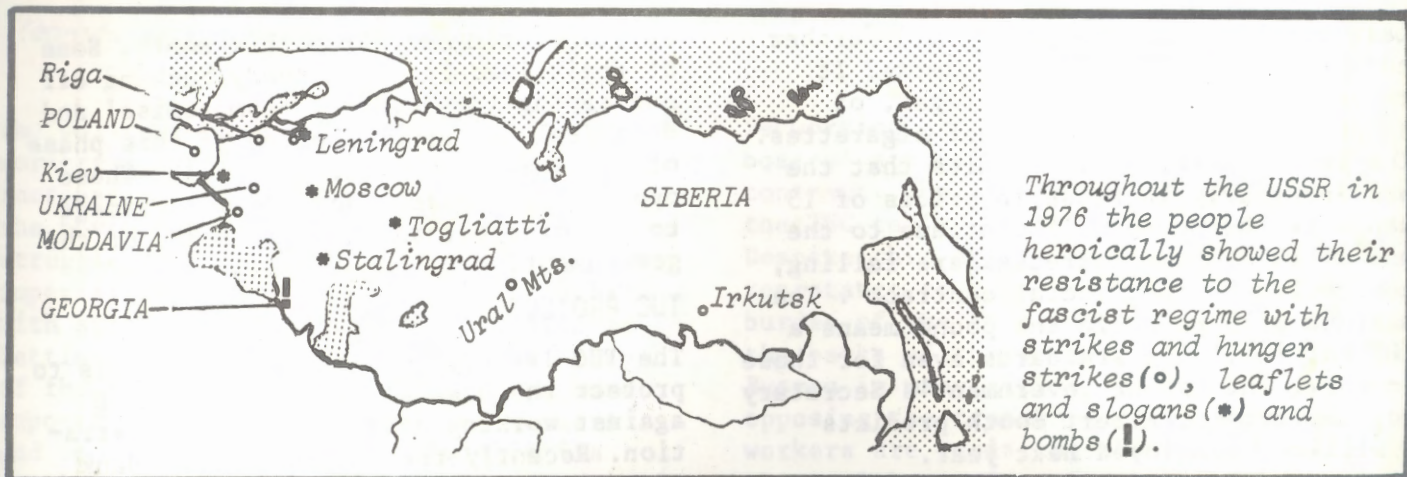 Riga
POLAND
Kiev
UKRAINE
MOLDAVIA
GEORGIA
Leningrad
*Moscow
*Togliatti
*Stalingrad
Ural Mts.
SIBERIA
Irkutsk
!
Throughout the USSR in
1976 the people
heroically showed their
resistance to the
fascist regime with
strikes and hunger
strikes(o), leaflets
and slogans(*) and
bombs(!).